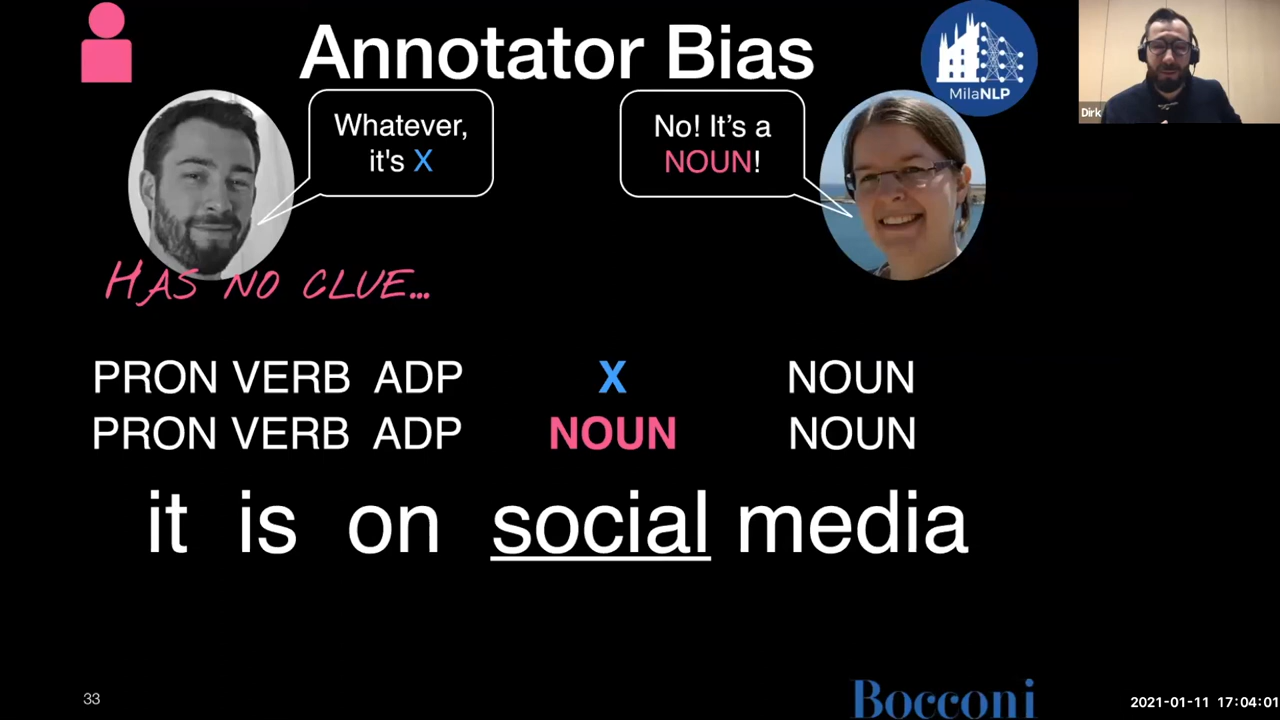 Annotator Bias
MilaNLP
Dirk
Whatever,
it's X
No! It's a
NOUN!
HAS NO CLUE...
PRON VERB ADP X NOUN
PRON VERB ADP NOUN NOUN
it is on social media
33
Bocconi
2021-01-11 17:04:01